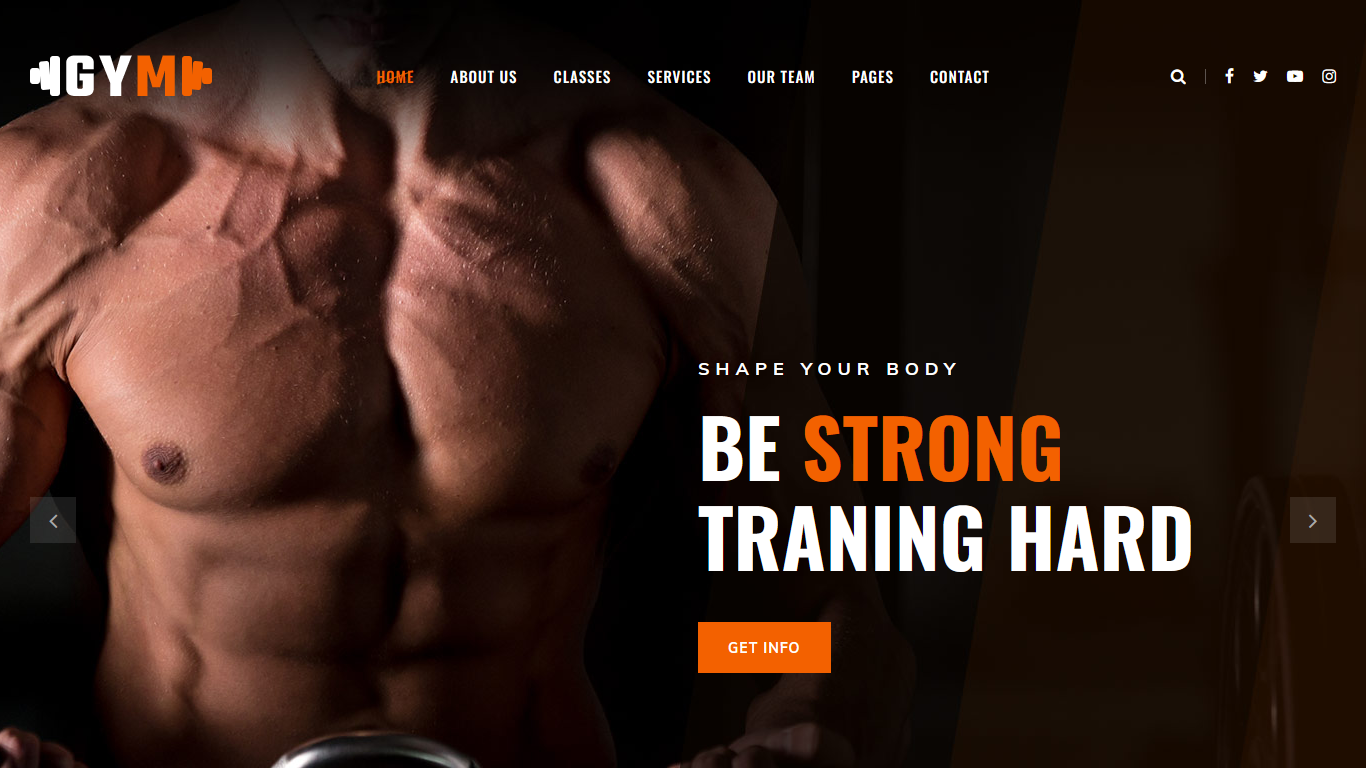 GYM
HOME ABOUT US CLASSES SERVICES OUR TEAM PAGES CONTACT
SHAPE YOUR BODY
BE STRONG
TRANING HARD
GET INFO